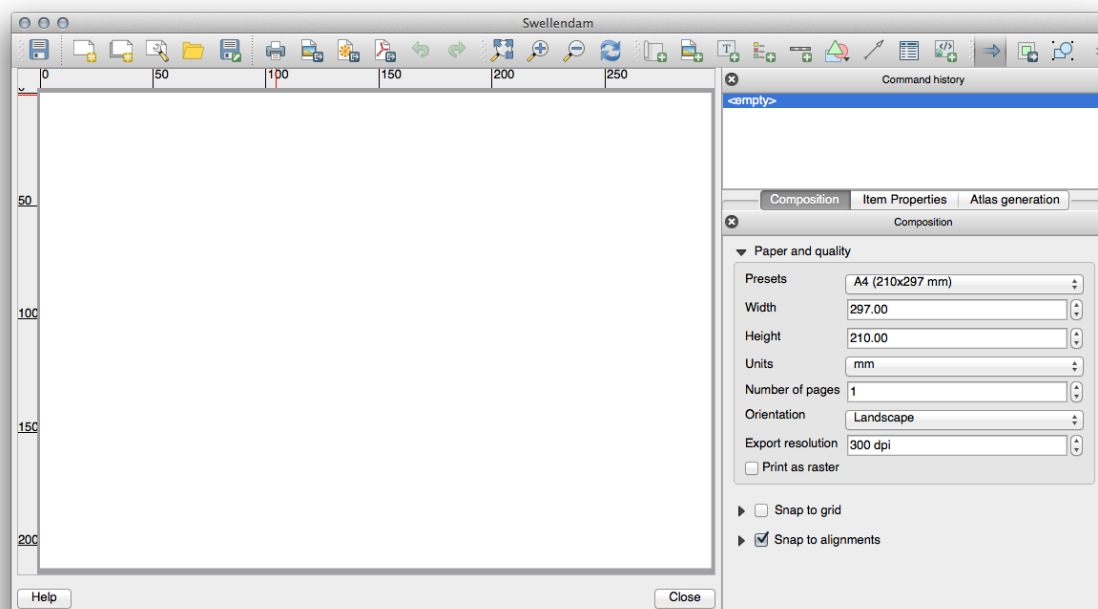 Swellendam
0 50 100 150 200 250
Command history
<empty>
50
100
150
200
Composition Item Properties Atlas generation
Composition
Paper and quality
Presets A4 (210x297 mm)
Width 297.00
Height 210.00
Units mm
Number of pages 1
Orientation Landscape
Export resolution 300 dpi
Print as raster
Snap to grid
Snap to alignments
Help Close